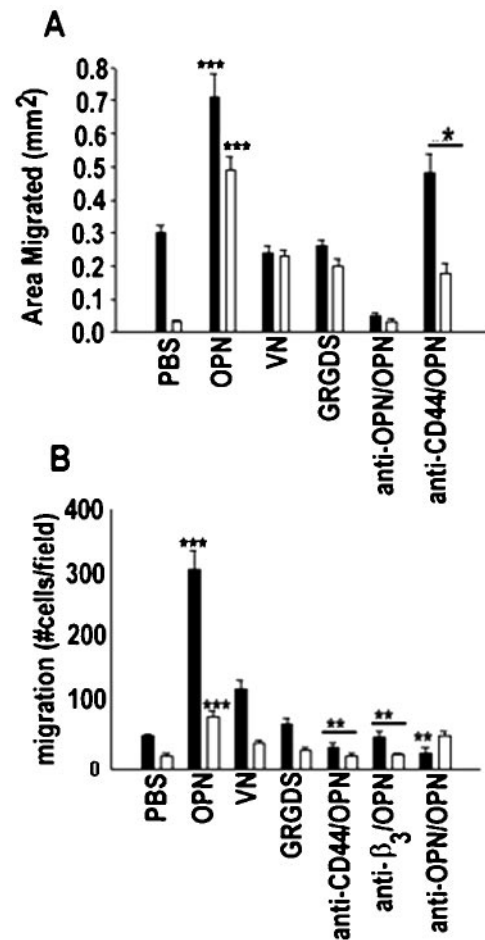 A
Area Migrated (mm2)
0.8
0.7
0.6
0.5
0.4
0.3
0.2
0.1
0.0
***
***
*
PBS
OPN
VN
GRGDS
anti-OPN/OPN
anti-CD44/OPN
B
migration (#cells/field)
400
300
200
100
0
***
***
**
**
**
PBS
OPN
VN
GRGDS
anti-CD44/OPN
anti-β3/OPN
anti-OPN/OPN